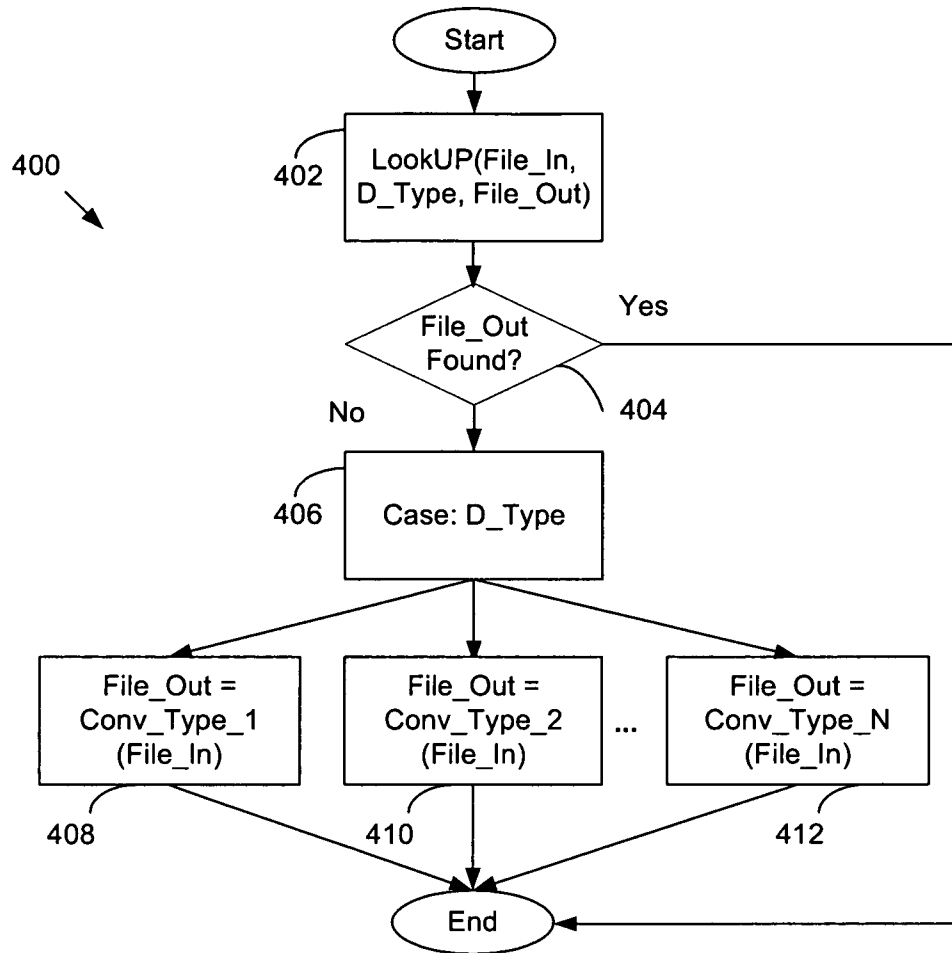 Start
402
LookUP(File_In,
D_Type, File_Out)
400
File_Out
Found?
Yes
404
No
406
Case: D_Type
File_Out =
Conv_Type_1
(File_In)
File_Out =
Conv_Type_2
(File_In)
...
File_Out =
Conv_Type_N
(File_In)
408
410
412
End